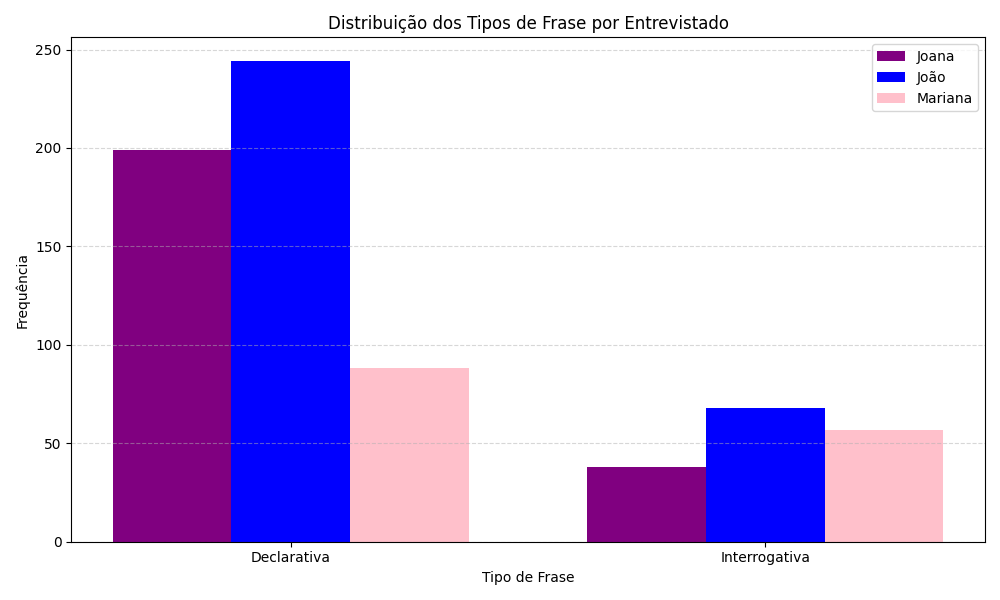 Distribuição dos Tipos de Frase por Entrevistado
Joana
João
Mariana
250
200
150
100
50
0
Frequência
Declarativa
Interrogativa
Tipo de Frase